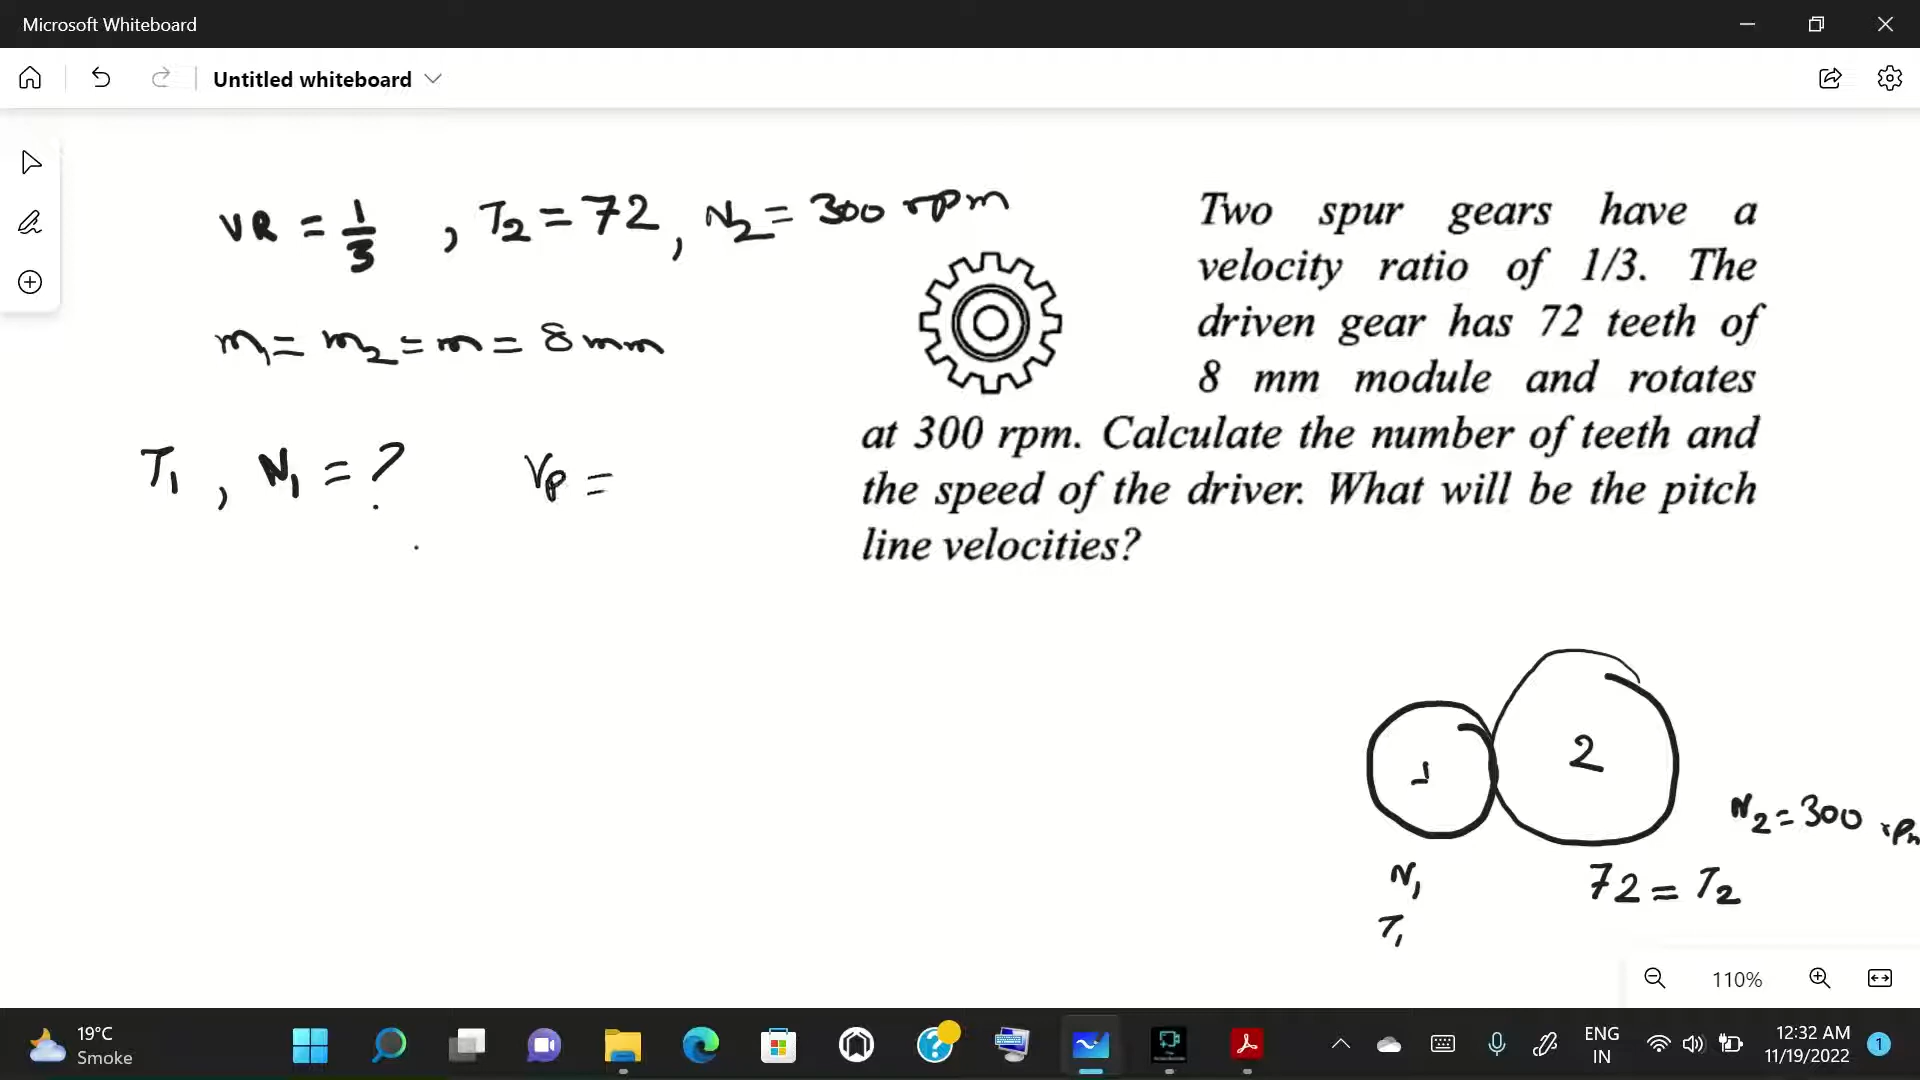 Microsoft Whiteboard
Untitled whiteboard
VR = 1/3 , T2 = 72, N2 = 300 rpm
m1 = m2 = m = 8 mm
T1 , N1 = ?
Vp =
Two spur gears have a
velocity ratio of 1/3. The
driven gear has 72 teeth of
8 mm module and rotates
at 300 rpm. Calculate the number of teeth and
the speed of the driver. What will be the pitch
line velocities?
1
2
N2 = 300 rpm
N1
72 = T2
T1
110%
19°C
Smoke
ENG
IN
12:32 AM
11/19/2022
1